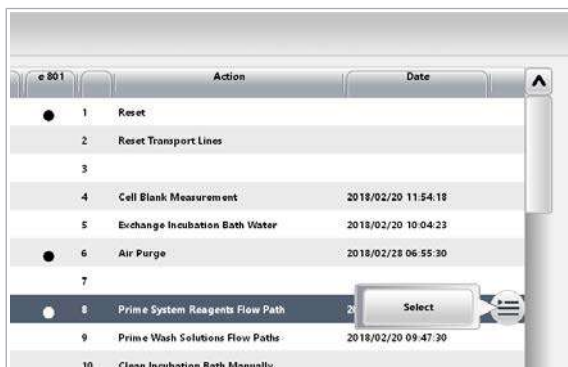 e 801 Action Date
1 Reset
2 Reset Transport Lines
3
4 Cell Blank Measurement 2018/02/20 11:54:18
5 Exchange Incubation Bath Water 2018/02/20 10:04:23
6 Air Purge 2018/02/28 06:55:30
7
8 Prime System Reagents Flow Path Select
9 Prime Wash Solutions Flow Paths 2018/02/20 09:47:30
10 Clean Incubation Bath Manually